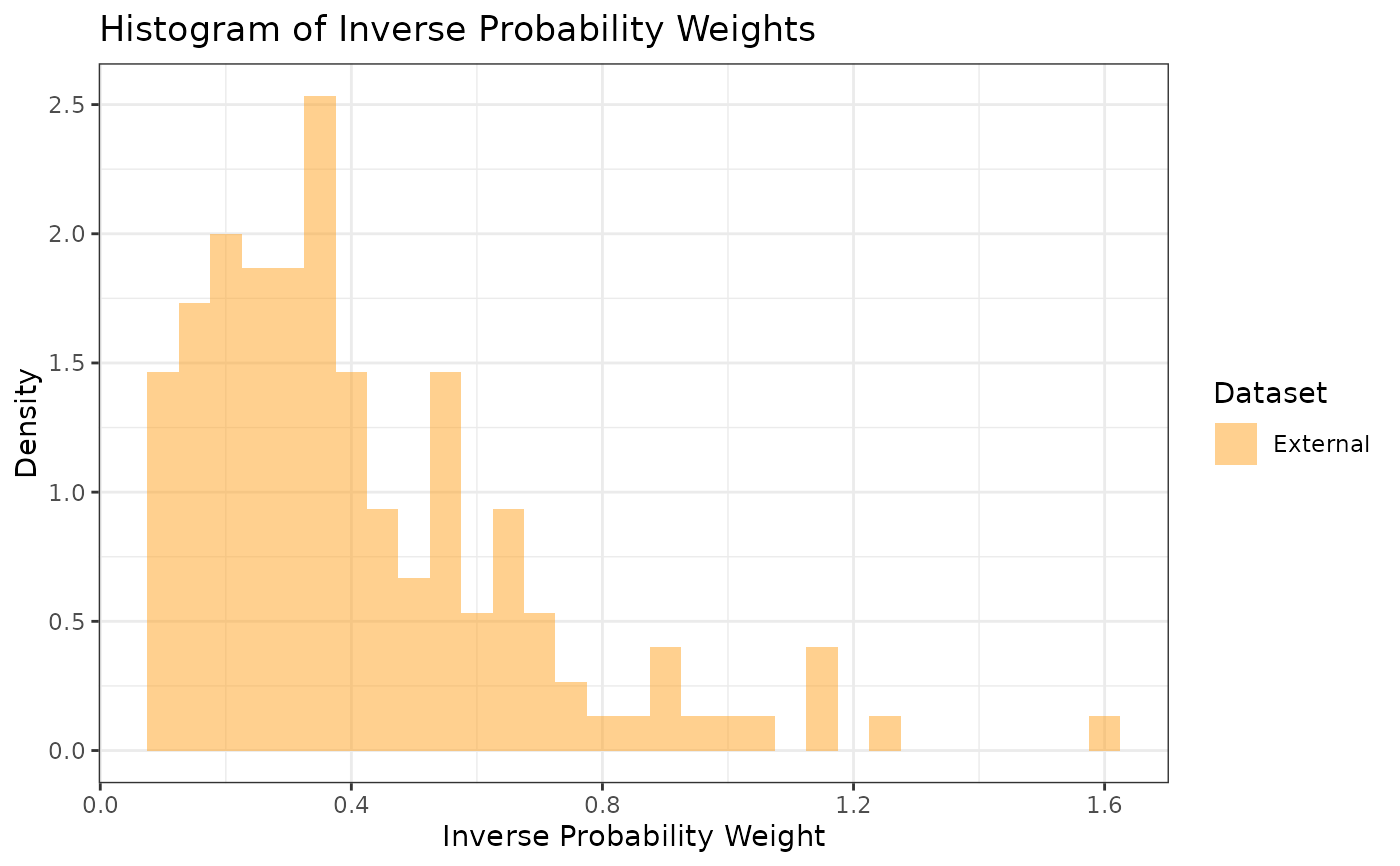 Histogram of Inverse Probability Weights
2.5
2.0
1.5
1.0
0.5
0.0
Density
0.0 0.4 0.8 1.2 1.6
Inverse Probability Weight
Dataset
External